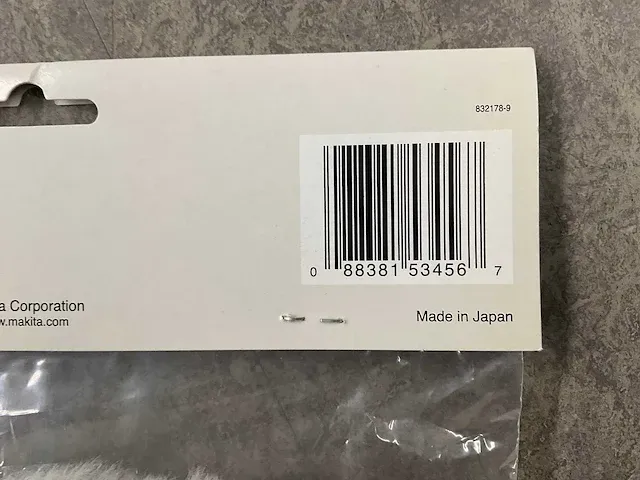 832178-9
0 88381 53456 7
a Corporation
w.makita.com
Made in Japan